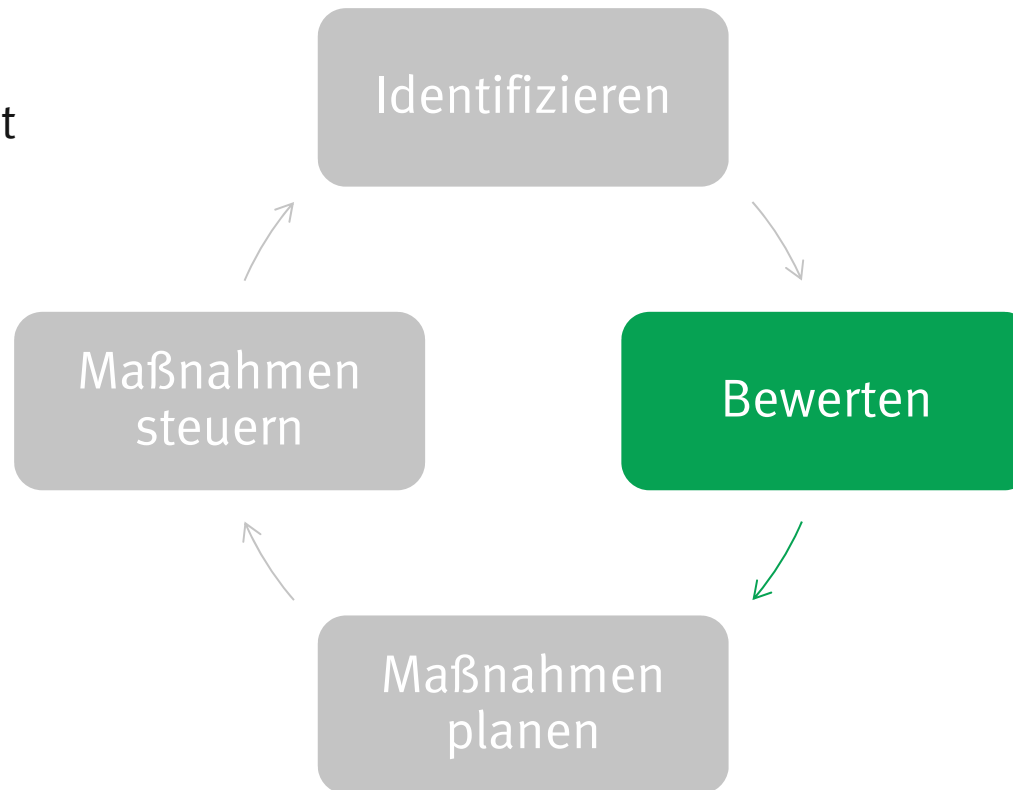 Identifizieren
t
Maßnahmen
steuern
Bewerten
Maßnahmen
planen